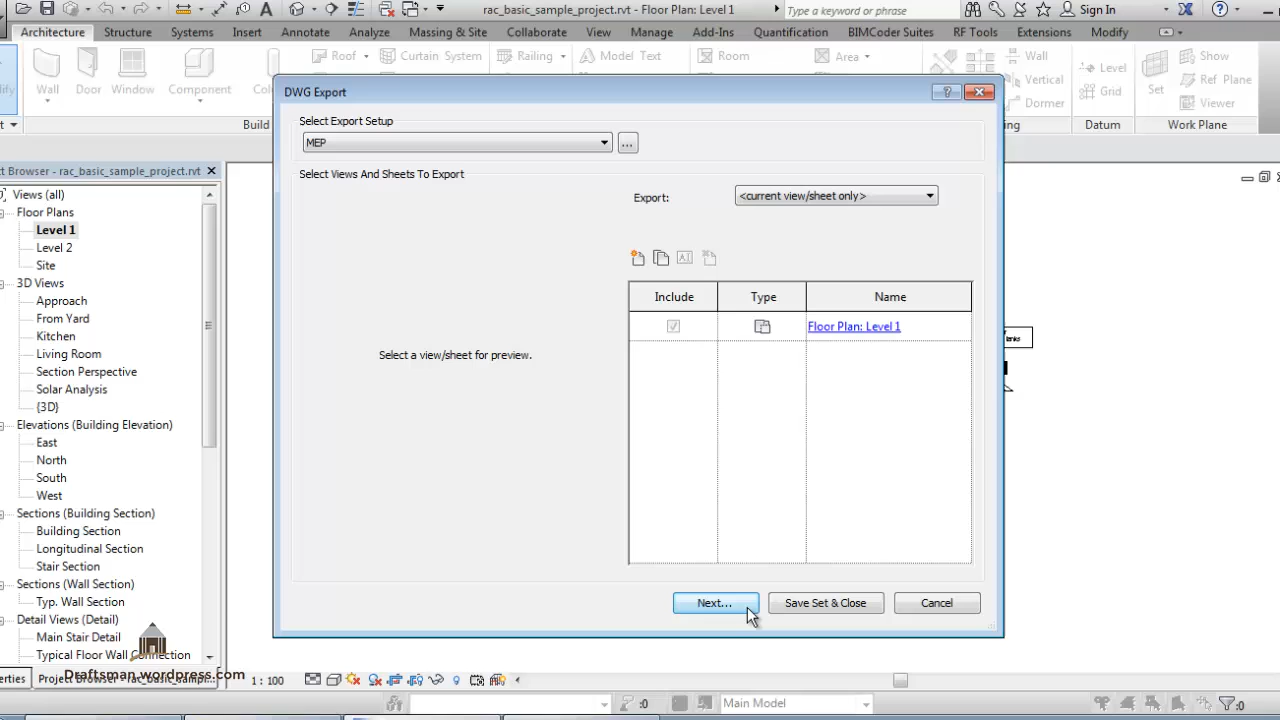 rac_basic_sample_project.rvt - Floor Plan: Level 1
Type a keyword or phrase
Sign In
Architecture
Structure
Systems
Insert
Annotate
Analyze
Massing & Site
Collaborate
View
Manage
Add-Ins
Quantification
BIMCoder Suites
RF Tools
Extensions
Modify
Wall
Door
Window
Component
Roof
Curtain System
Railing
Model Text
Room
Area
Wall
Vertical
Dormer
Level
Grid
Set
Show
Ref Plane
Viewer
Build
Datum
Work Plane
DWG Export
Select Export Setup
MEP
...
Select Views And Sheets To Export
Export:
<current view/sheet only>
Include
Type
Name
Floor Plan: Level 1
Select a view/sheet for preview.
Next...
Save Set & Close
Cancel
ct Browser - rac_basic_sample_project.rvt
Views (all)
Floor Plans
Level 1
Level 2
Site
3D Views
Approach
From Yard
Kitchen
Living Room
Section Perspective
Solar Analysis
{3D}
Elevations (Building Elevation)
East
North
South
West
Sections (Building Section)
Building Section
Longitudinal Section
Stair Section
Sections (Wall Section)
Typ. Wall Section
Detail Views (Detail)
Main Stair Detail
Typical Floor Wall Connection
Draftsman.wordpress.com
erties
Project Browser - rac_basic_sampl...
1 : 100
:0
Main Model
:0